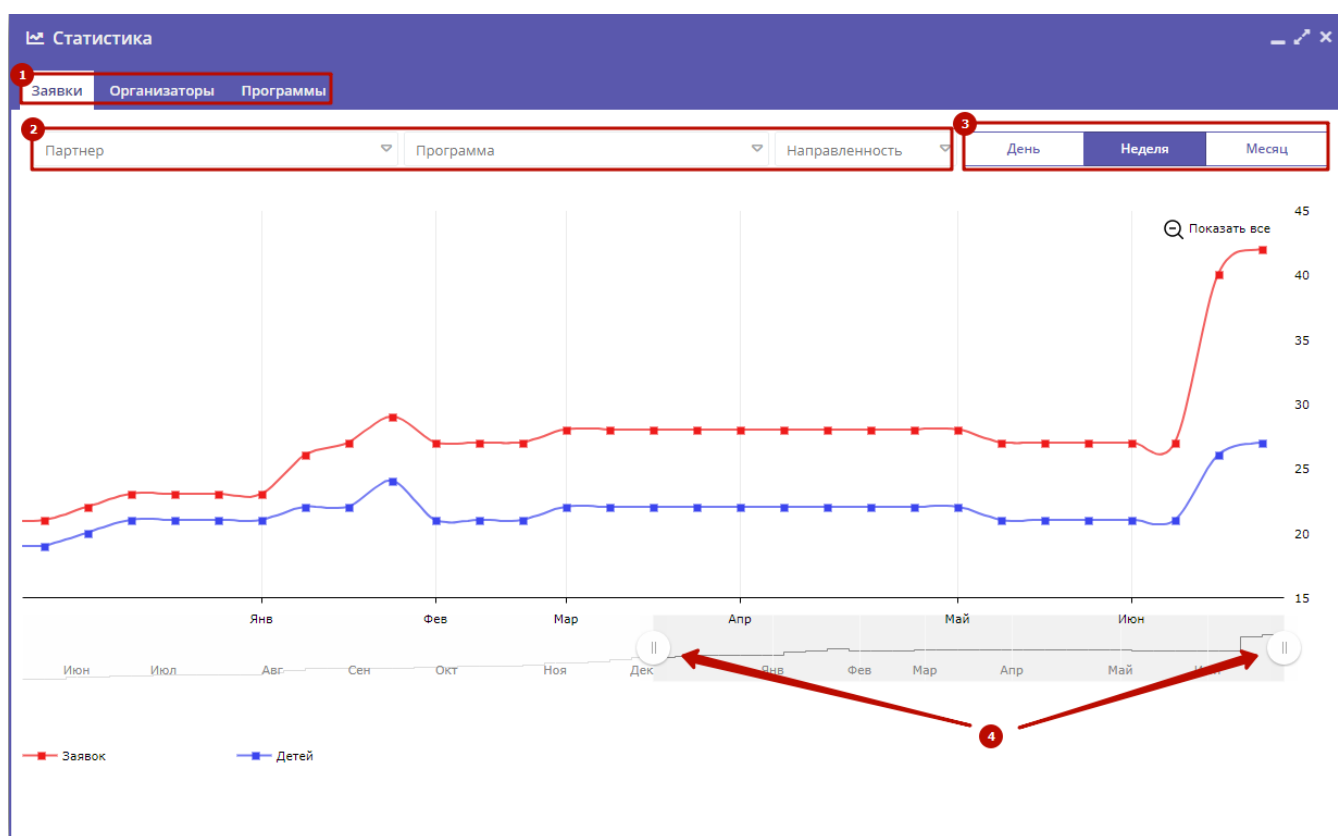 Статистика
1
Заявки Организаторы Программы
2
3
Партнер Программа Направленность День Неделя Месяц
45
Показать все
40
35
30
25
20
15
Янв Фев Мар Апр Май Июн
Июн Июл Авг Сен Окт Ноя Дек Янв Фев Мар Апр Май
4
Заявок Детей